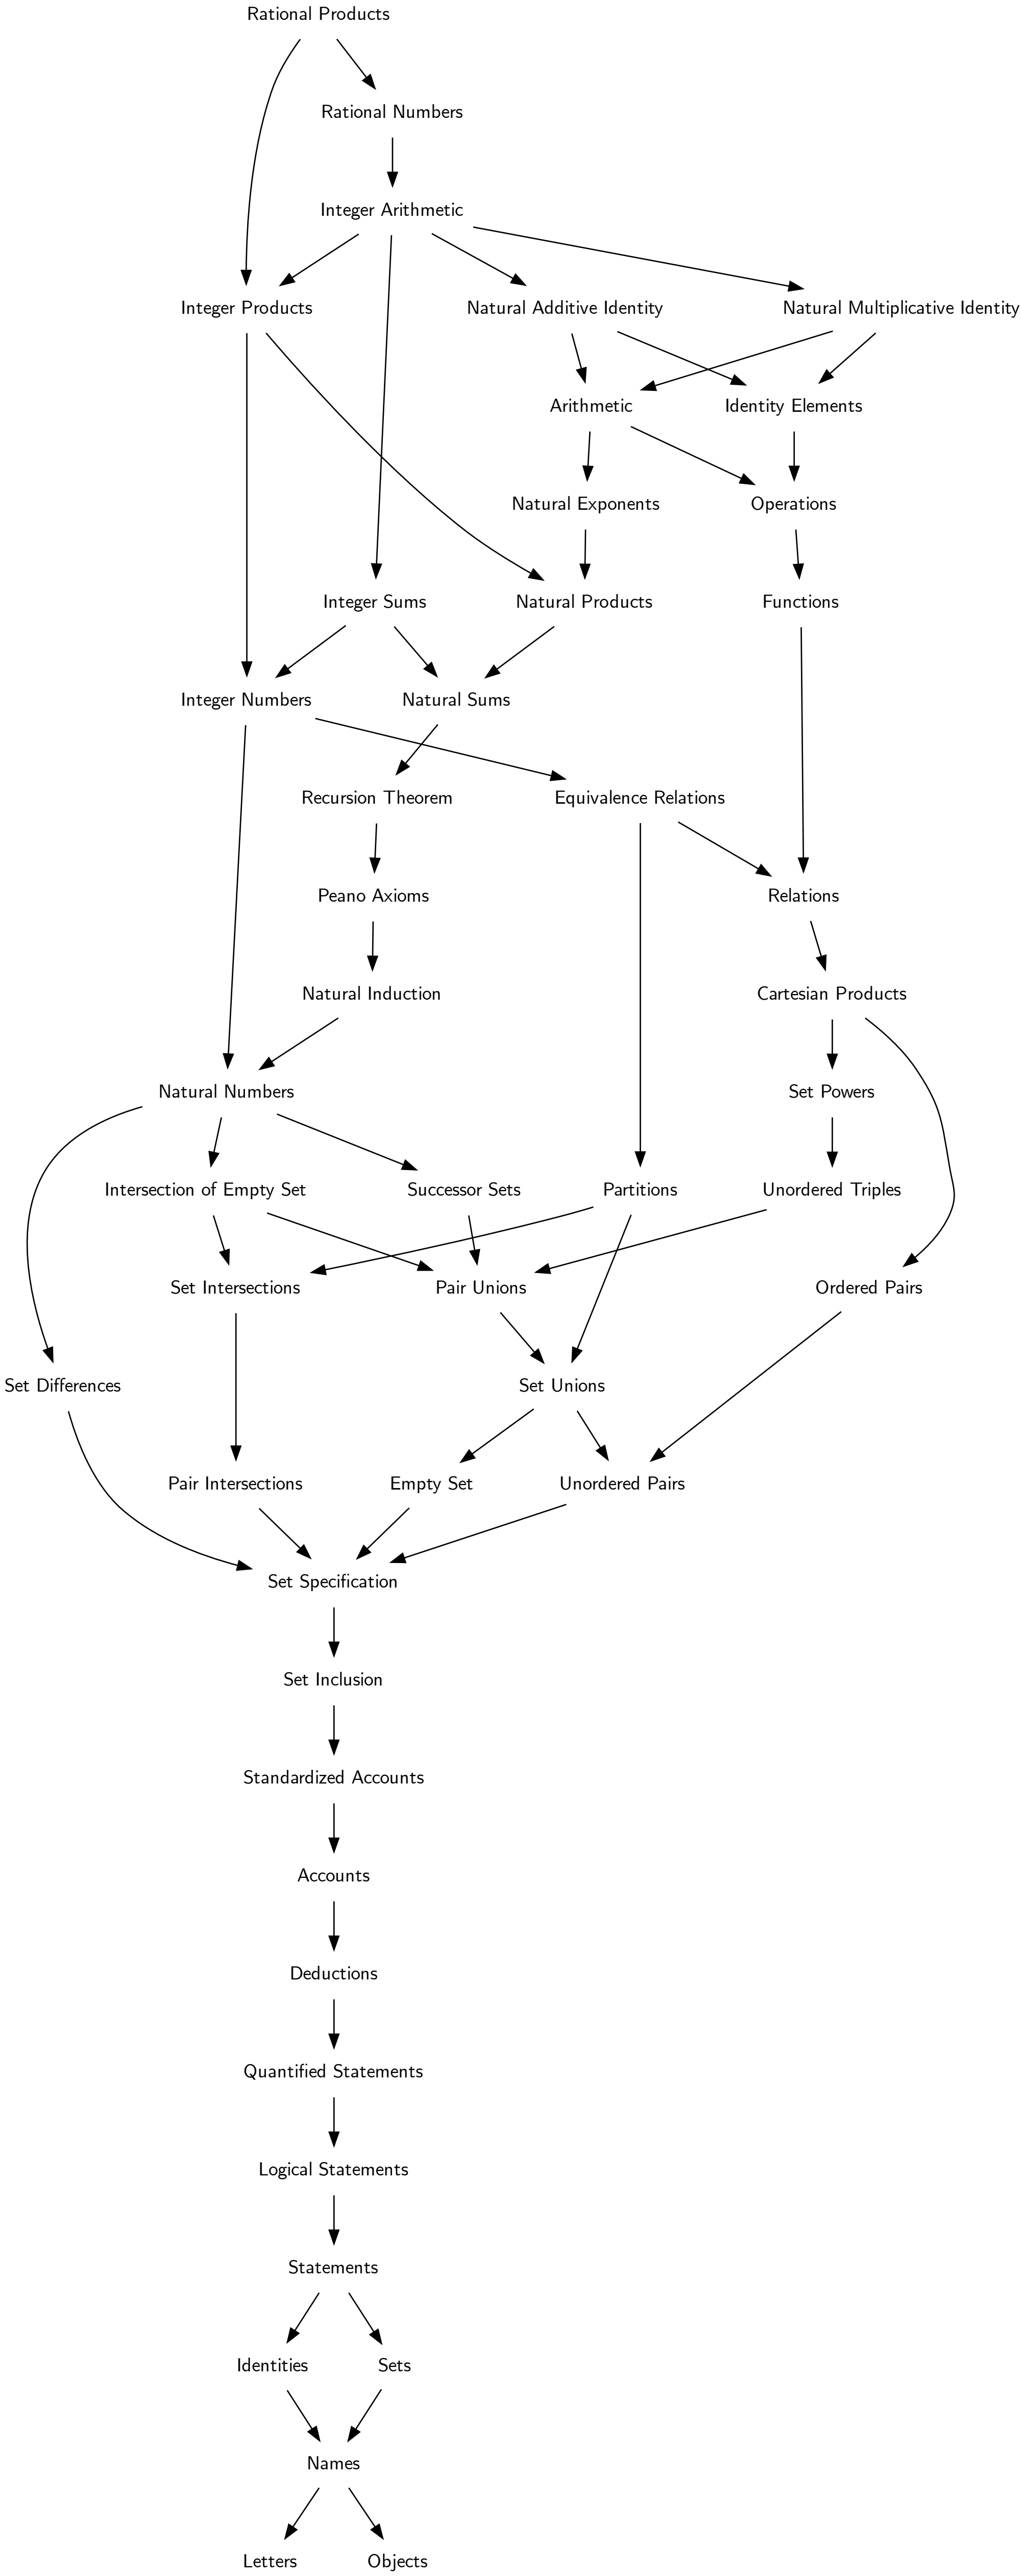 Rational Products
Rational Numbers
Integer Arithmetic
Integer Products
Natural Additive Identity
Natural Multiplicative Identity
Arithmetic
Identity Elements
Natural Exponents
Operations
Integer Sums
Natural Products
Functions
Integer Numbers
Natural Sums
Recursion Theorem
Equivalence Relations
Peano Axioms
Relations
Natural Induction
Cartesian Products
Natural Numbers
Set Powers
Intersection of Empty Set
Successor Sets
Partitions
Unordered Triples
Set Intersections
Pair Unions
Ordered Pairs
Set Differences
Set Unions
Pair Intersections
Empty Set
Unordered Pairs
Set Specification
Set Inclusion
Standardized Accounts
Accounts
Deductions
Quantified Statements
Logical Statements
Statements
Identities
Sets
Names
Letters
Objects